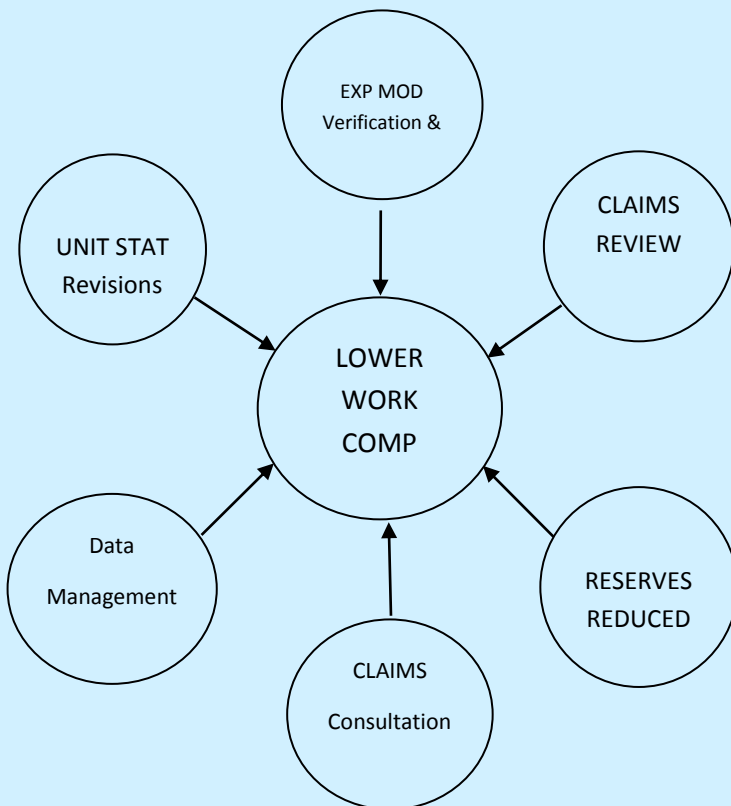 EXP MOD
Verification &
CLAIMS
REVIEW
UNIT STAT
Revisions
LOWER
WORK
COMP
Data
Management
RESERVES
REDUCED
CLAIMS
Consultation